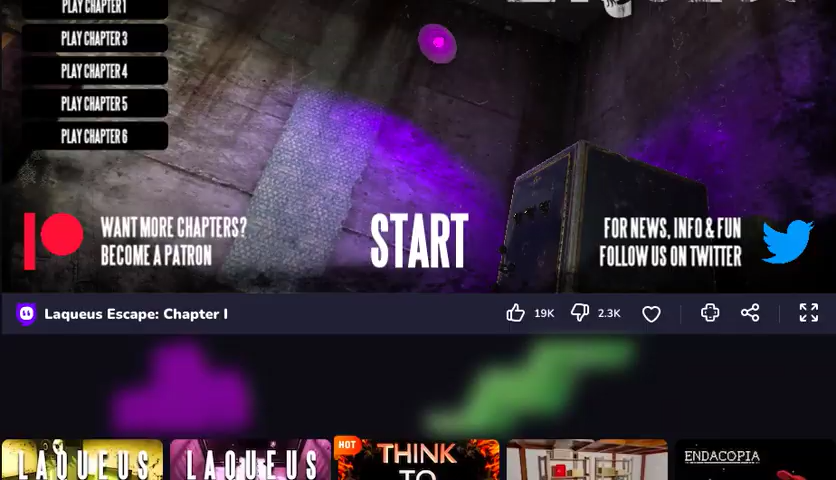 PLAY CHAPTER 1
PLAY CHAPTER 3
PLAY CHAPTER 4
PLAY CHAPTER 5
PLAY CHAPTER 6
WANT MORE CHAPTERS?
BECOME A PATRON
START
FOR NEWS, INFO & FUN
FOLLOW US ON TWITTER
Laqueus Escape: Chapter I
19K
2.3K
LAQUEUS
LAQUEUS
HOT
THINK
TO
ENDACOPIA